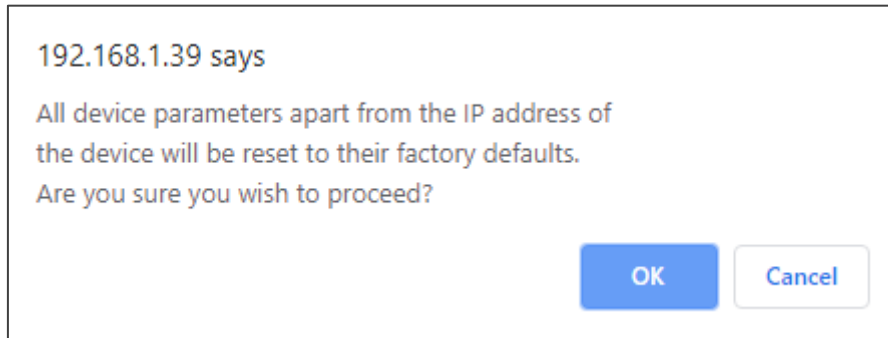 192.168.1.39 says
All device parameters apart from the IP address of
the device will be reset to their factory defaults.
Are you sure you wish to proceed?
OK
Cancel